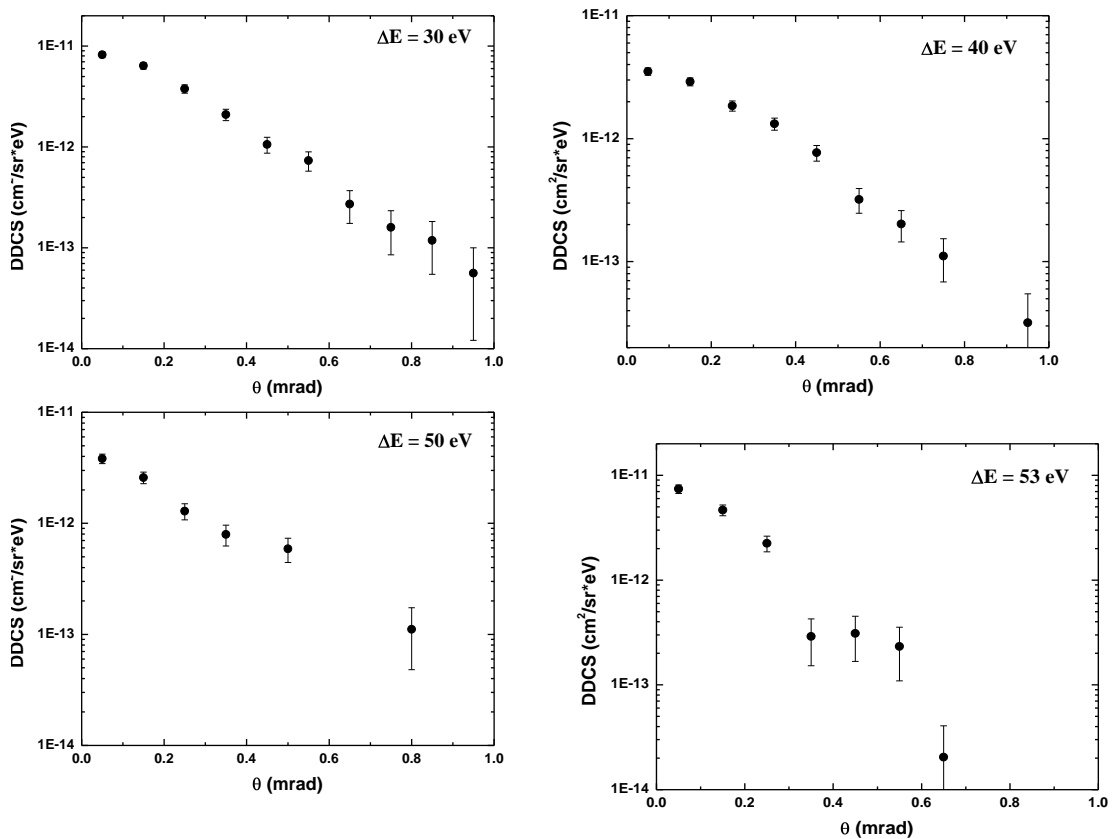 ΔE = 30 eV
1E-11
1E-12
1E-13
1E-14
DDCS (cm⁻/sr*eV)
0.0 0.2 0.4 0.6 0.8 1.0
θ (mrad)
ΔE = 40 eV
1E-11
1E-12
1E-13
DDCS (cm²/sr*eV)
0.0 0.2 0.4 0.6 0.8 1.0
θ (mrad)
ΔE = 50 eV
1E-11
1E-12
1E-13
1E-14
DDCS (cm⁻/sr*eV)
0.0 0.2 0.4 0.6 0.8 1.0
θ (mrad)
ΔE = 53 eV
1E-11
1E-12
1E-13
1E-14
DDCS (cm²/sr*eV)
0.0 0.2 0.4 0.6 0.8 1.0
θ (mrad)